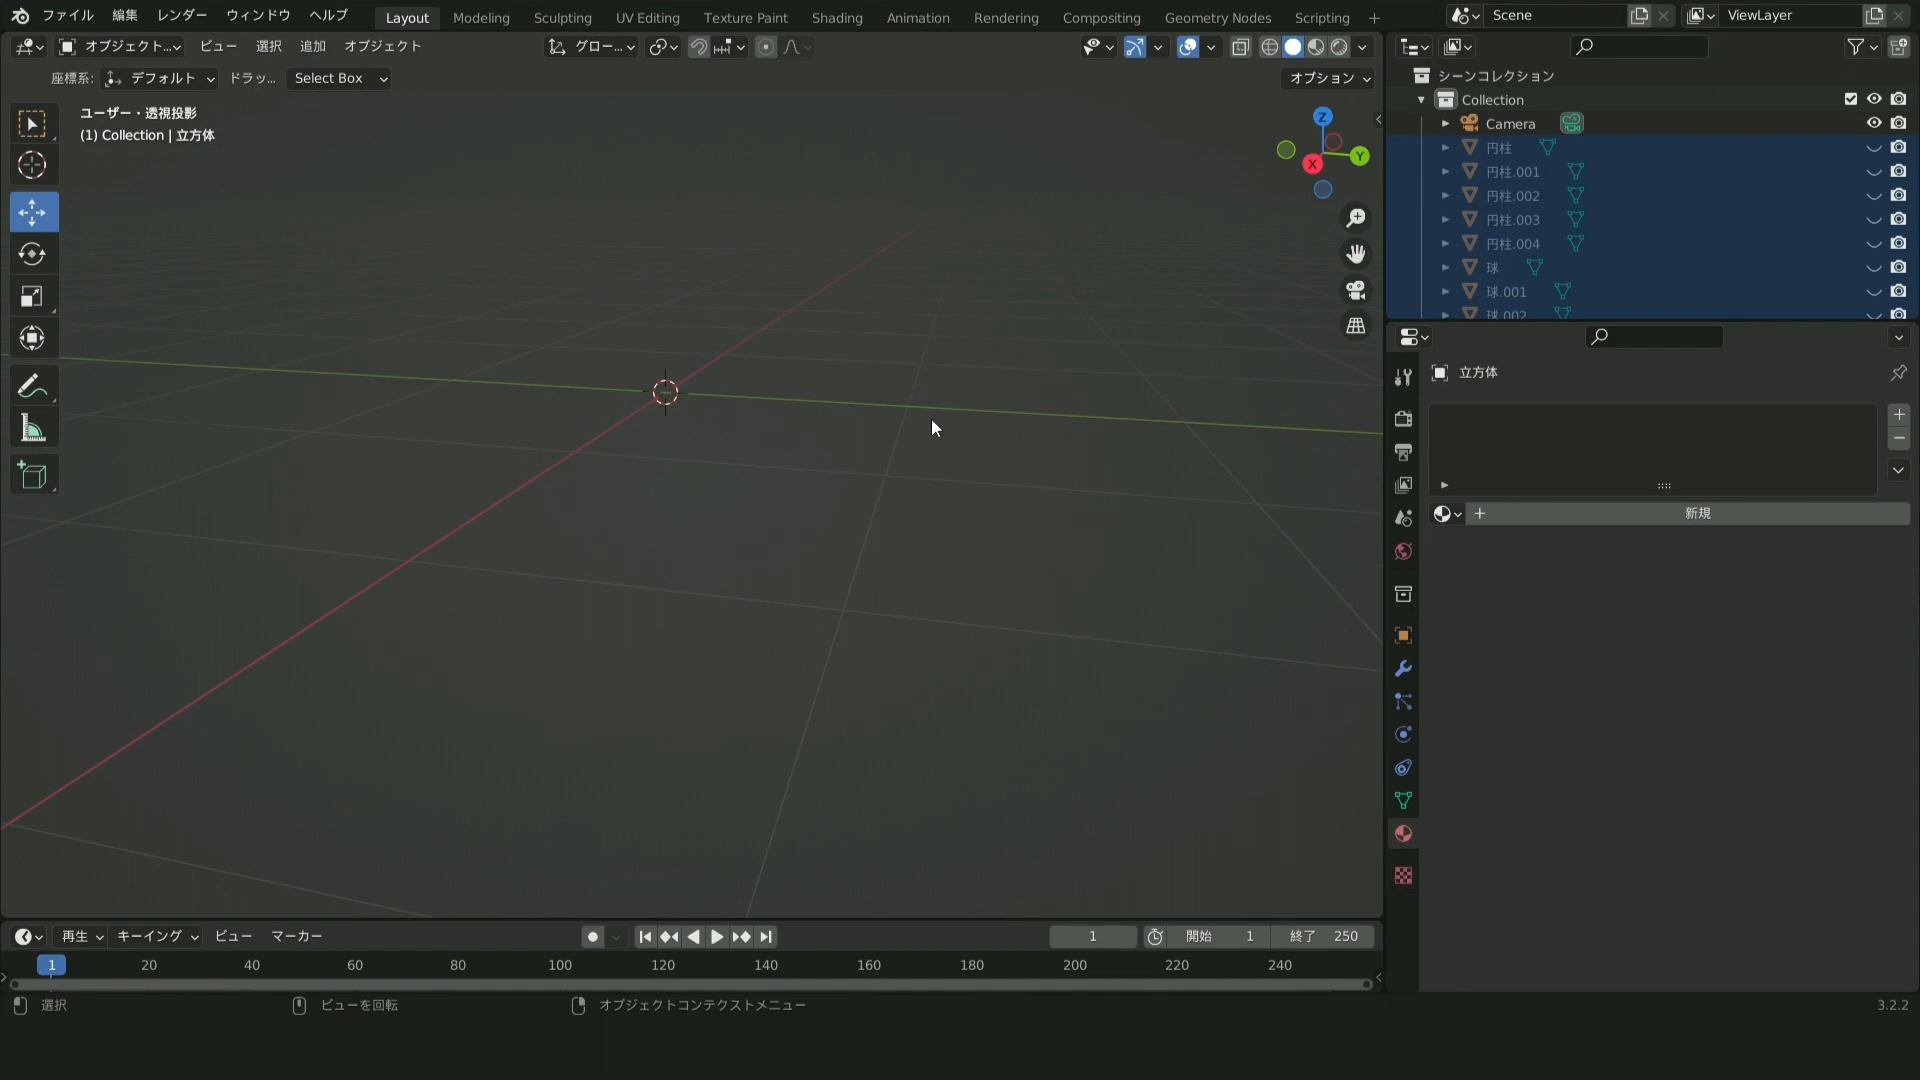 ファイル 編集 レンダー ウィンドウ ヘルプ Layout Modeling Sculpting UV Editing Texture Paint Shading Animation Rendering Compositing Geometry Nodes Scripting + Scene ViewLayer
オブジェクト... ビュー 選択 追加 オブジェクト グロー...
座標系: デフォルト ドラッ... Select Box オプション
ユーザー・透視投影
(1) Collection | 立方体
Z
Y
X
シーンコレクション
Collection
Camera
円柱
円柱.001
円柱.002
円柱.003
円柱.004
球
球.001
球.002
立方体
新規
再生 キーイング ビュー マーカー 1 開始 1 終了 250
1 20 40 60 80 100 120 140 160 180 200 220 240
選択 ビューを回転 オブジェクトコンテクストメニュー 3.2.2